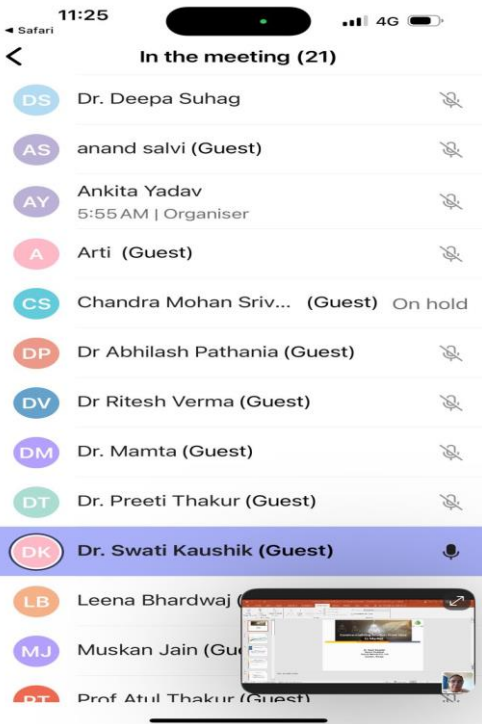 11:25
4G
◄ Safari
In the meeting (21)
DS Dr. Deepa Suhag
AS anand salvi (Guest)
AY Ankita Yadav
5:55 AM | Organiser
A Arti (Guest)
CS Chandra Mohan Sriv... (Guest) On hold
DP Dr Abhilash Pathania (Guest)
DV Dr Ritesh Verma (Guest)
DM Dr. Mamta (Guest)
DT Dr. Preeti Thakur (Guest)
DK Dr. Swati Kaushik (Guest)
LB Leena Bhardwaj (
MJ Muskan Jain (Gu
PT Prof Atul Thakur (Guest)